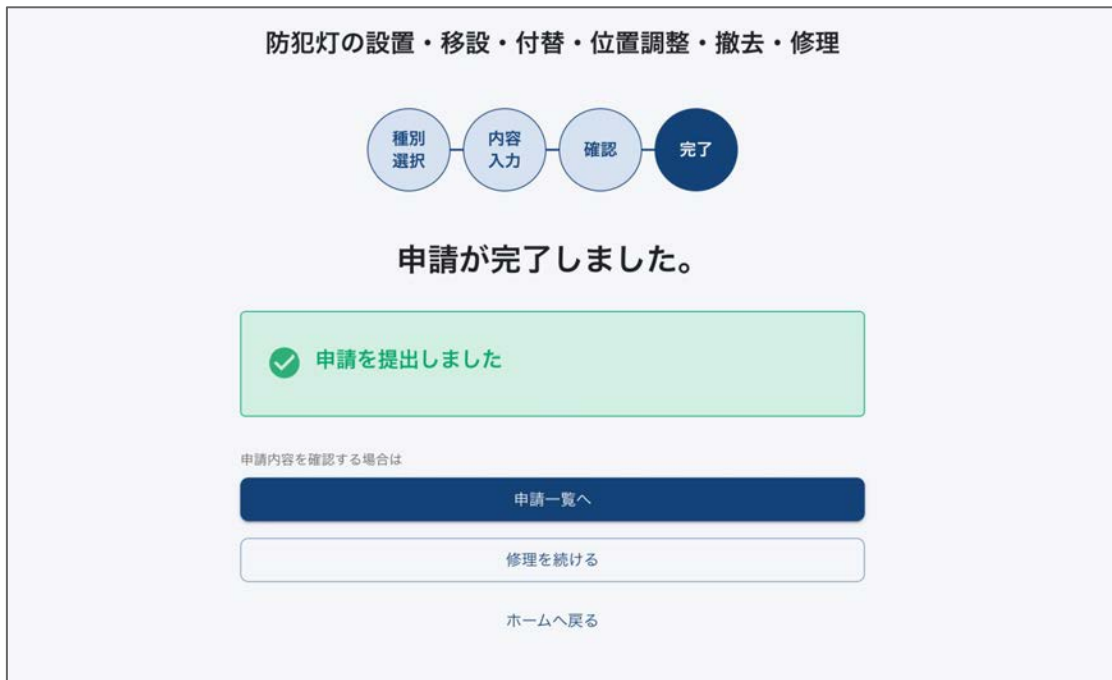 防犯灯の設置・移設・付替・位置調整・撤去・修理
種別
選択
内容
入力
確認
完了
申請が完了しました。
申請を提出しました
申請内容を確認する場合は
申請一覧へ
修理を続ける
ホームへ戻る